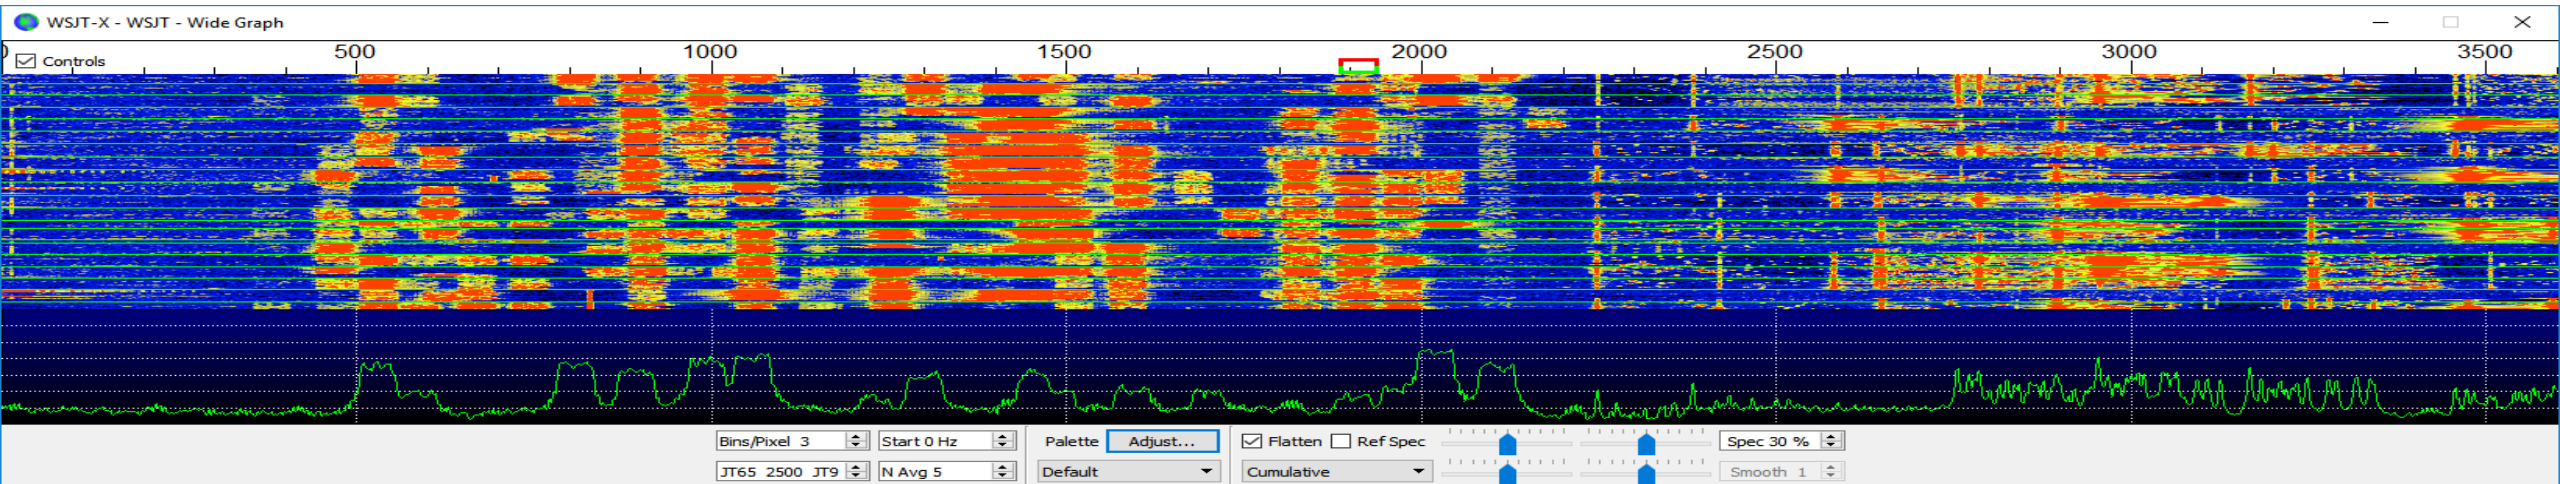 WSJT-X - WSJT - Wide Graph
0 500 1000 1500 2000 2500 3000 3500
Controls
Bins/Pixel 3 Start 0 Hz Palette Adjust... Flatten Ref Spec Spec 30 %
JT65 2500 JT9 N Avg 5 Default Cumulative Smooth 1